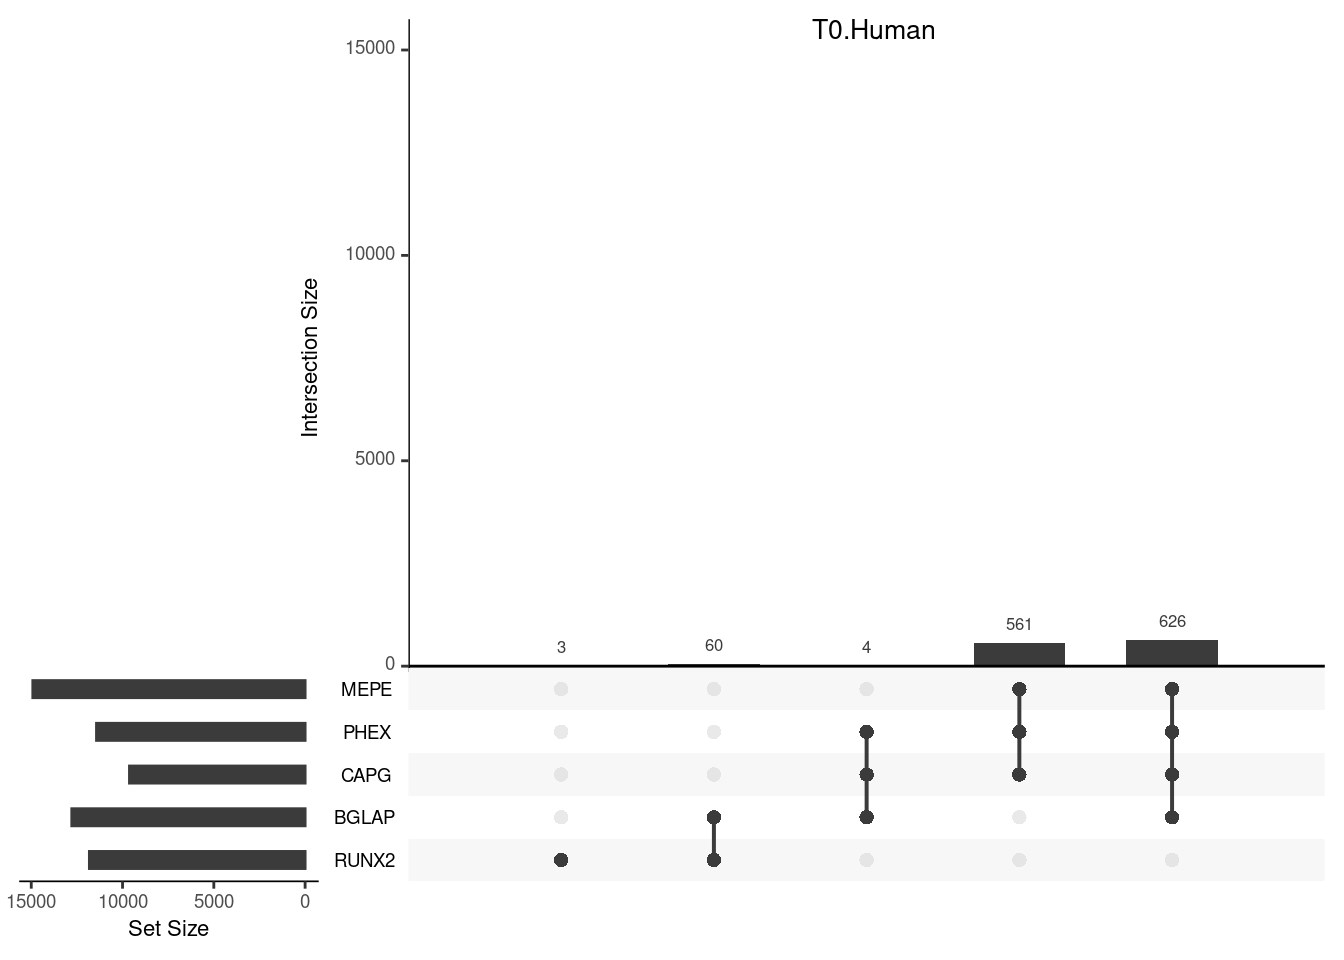 T0.Human
15000
10000
5000
0
Intersection Size
3
60
4
561
626
MEPE
PHEX
CAPG
BGLAP
RUNX2
15000 10000 5000 0
Set Size